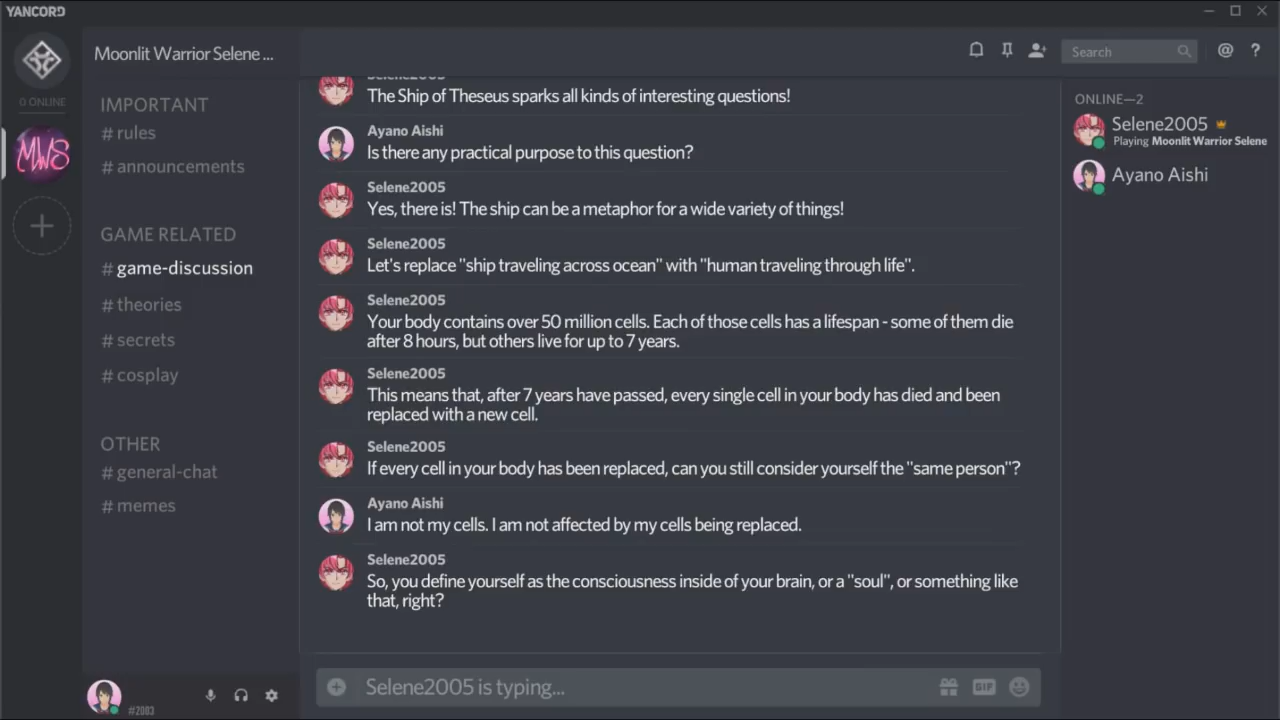 YANCORD
Moonlit Warrior Selene ...
Search
@
?
0 ONLINE
MWS
IMPORTANT
# rules
# announcements
GAME RELATED
# game-discussion
# theories
# secrets
# cosplay
OTHER
# general-chat
# memes
#2083
Selene2005
The Ship of Theseus sparks all kinds of interesting questions!
Ayano Aishi
Is there any practical purpose to this question?
Selene2005
Yes, there is! The ship can be a metaphor for a wide variety of things!
Selene2005
Let's replace "ship traveling across ocean" with "human traveling through life".
Selene2005
Your body contains over 50 million cells. Each of those cells has a lifespan - some of them die
after 8 hours, but others live for up to 7 years.
Selene2005
This means that, after 7 years have passed, every single cell in your body has died and been
replaced with a new cell.
Selene2005
If every cell in your body has been replaced, can you still consider yourself the "same person"?
Ayano Aishi
I am not my cells. I am not affected by my cells being replaced.
Selene2005
So, you define yourself as the consciousness inside of your brain, or a "soul", or something like
that, right?
Selene2005 is typing...
GIF
ONLINE—2
Selene2005
Playing Moonlit Warrior Selene
Ayano Aishi